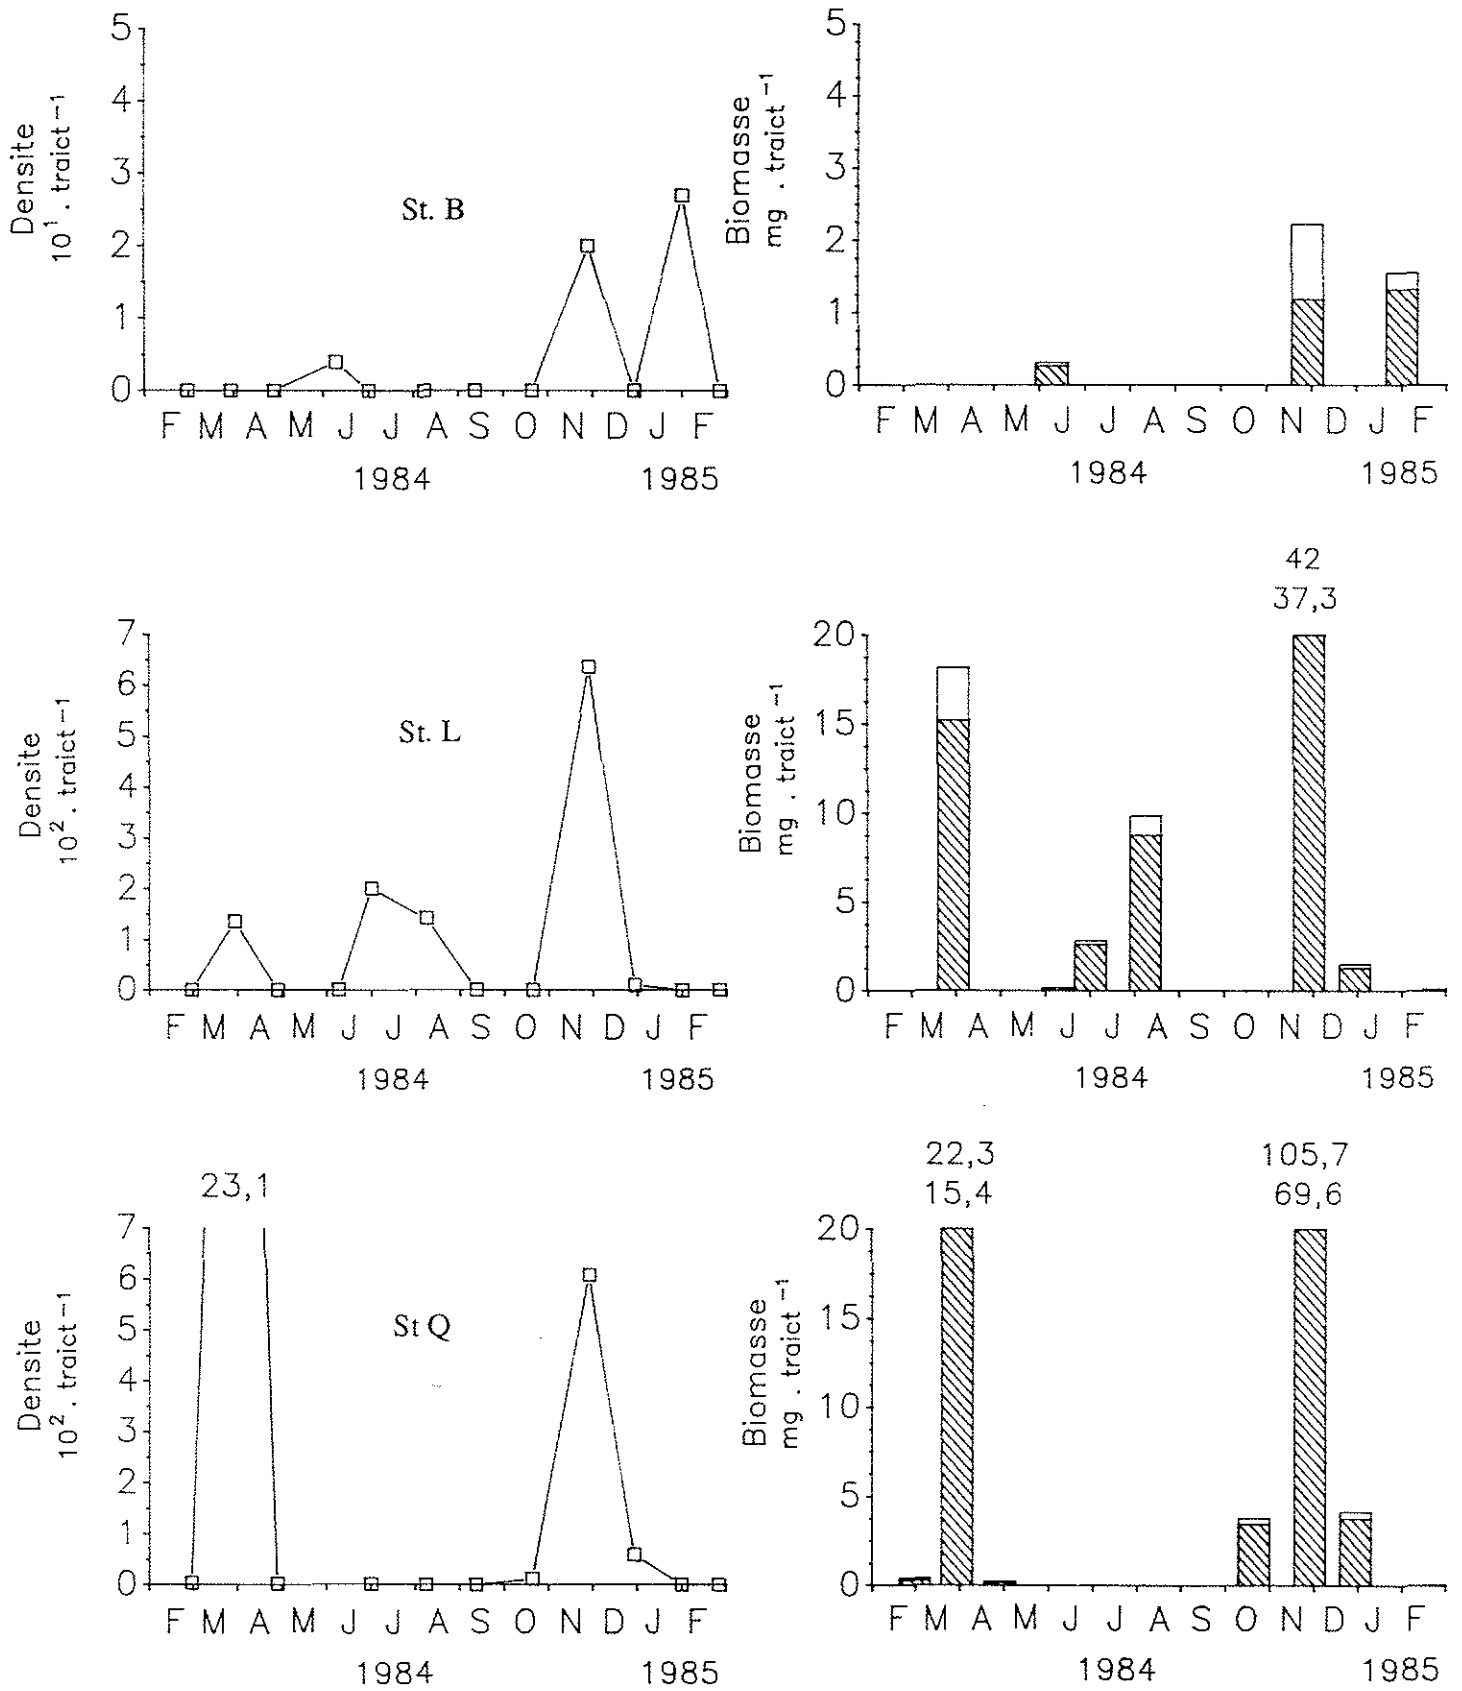 5
4
3
2
1
0
Densite
10¹ . traict⁻¹
St. B
F M A M J J A S O N D J F
1984 1985
5
4
3
2
1
0
Biomasse
mg . traict⁻¹
F M A M J J A S O N D J F
1984 1985
7
6
5
4
3
2
1
0
Densite
10² . traict⁻¹
St. L
F M A M J J A S O N D J F
1984 1985
42
37,3
20
15
10
5
0
Biomasse
mg . traict⁻¹
F M A M J J A S O N D J F
1984 1985
23,1
7
6
5
4
3
2
1
0
Densite
10² . traict⁻¹
St Q
F M A M J J A S O N D J F
1984 1985
22,3 105,7
15,4 69,6
20
15
10
5
0
Biomasse
mg . traict⁻¹
F M A M J J A S O N D J F
1984 1985